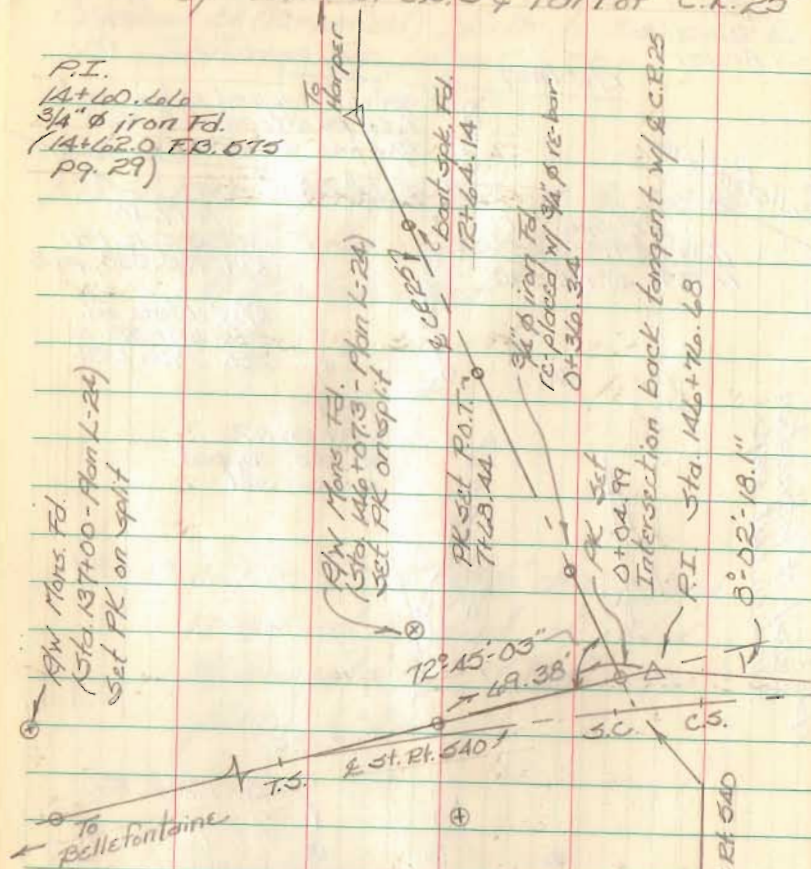 C.R. 25
P.I.
14+60.66
3/4" Ø iron Fd.
(14+62.0 F.B. 575
pg. 29)
To
Harper
boat spk. Fd.
12+64.14
℄ CR 25
3/4" Ø iron Fd.
re-placed w/ 3/4" Ø re-bar
0+36.34
PK set P.O.T.
7+68.44
PK Set
0+04.99
Intersection back tangent w/ ℄ C.R.25
P.I. Sta. 146+76.68
8°-02'-18.1"
R/W Mons. Fd.
(Sta. 146+07.3 - Plan L-24)
Set PK on split
R/W Mons. Fd.
(Sta. 137+00 - Plan L-24)
Set PK on split
72°-45'-03"
69.38'
S.C.
C.S.
℄ St. Rt. 540
T.S.
To
Bellefontaine
Rt. 540